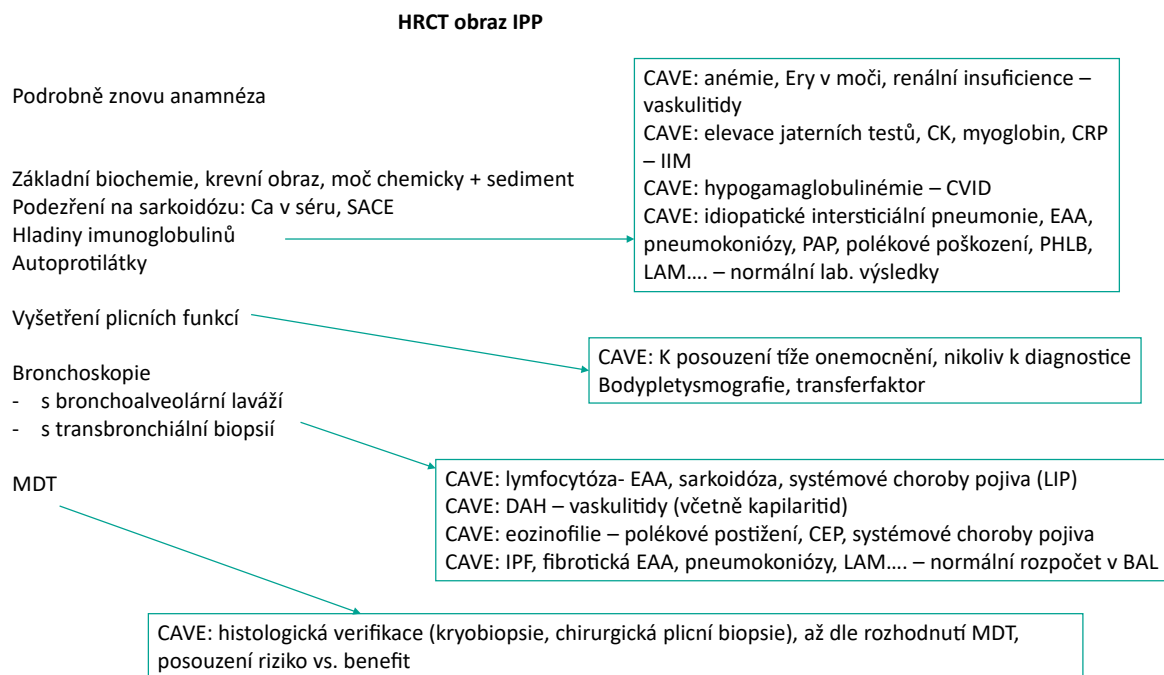 HRCT obraz IPP
Podrobně znovu anamnéza
CAVE: anémie, Ery v moči, renální insuficience –
vaskulitidy
CAVE: elevace jaterních testů, CK, myoglobin, CRP
– IIM
CAVE: hypogamaglobulinémie – CVID
CAVE: idiopatické intersticiální pneumonie, EAA,
pneumokoniózy, PAP, polékové poškození, PHLB,
LAM.... – normální lab. výsledky
Základní biochemie, krevní obraz, moč chemicky + sediment
Podezření na sarkoidózu: Ca v séru, SACE
Hladiny imunoglobulinů
Autoprotilátky
Vyšetření plicních funkcí
CAVE: K posouzení tíže onemocnění, nikoliv k diagnostice
Bodypletysmografie, transferfaktor
Bronchoskopie
- s bronchoalveolární laváží
- s transbronchiální biopsií
CAVE: lymfocytóza- EAA, sarkoidóza, systémové choroby pojiva (LIP)
CAVE: DAH – vaskulitidy (včetně kapilaritid)
CAVE: eozinofilie – polékové postižení, CEP, systémové choroby pojiva
CAVE: IPF, fibrotická EAA, pneumokoniózy, LAM.... – normální rozpočet v BAL
MDT
CAVE: histologická verifikace (kryobiopsie, chirurgická plicní biopsie), až dle rozhodnutí MDT,
posouzení riziko vs. benefit